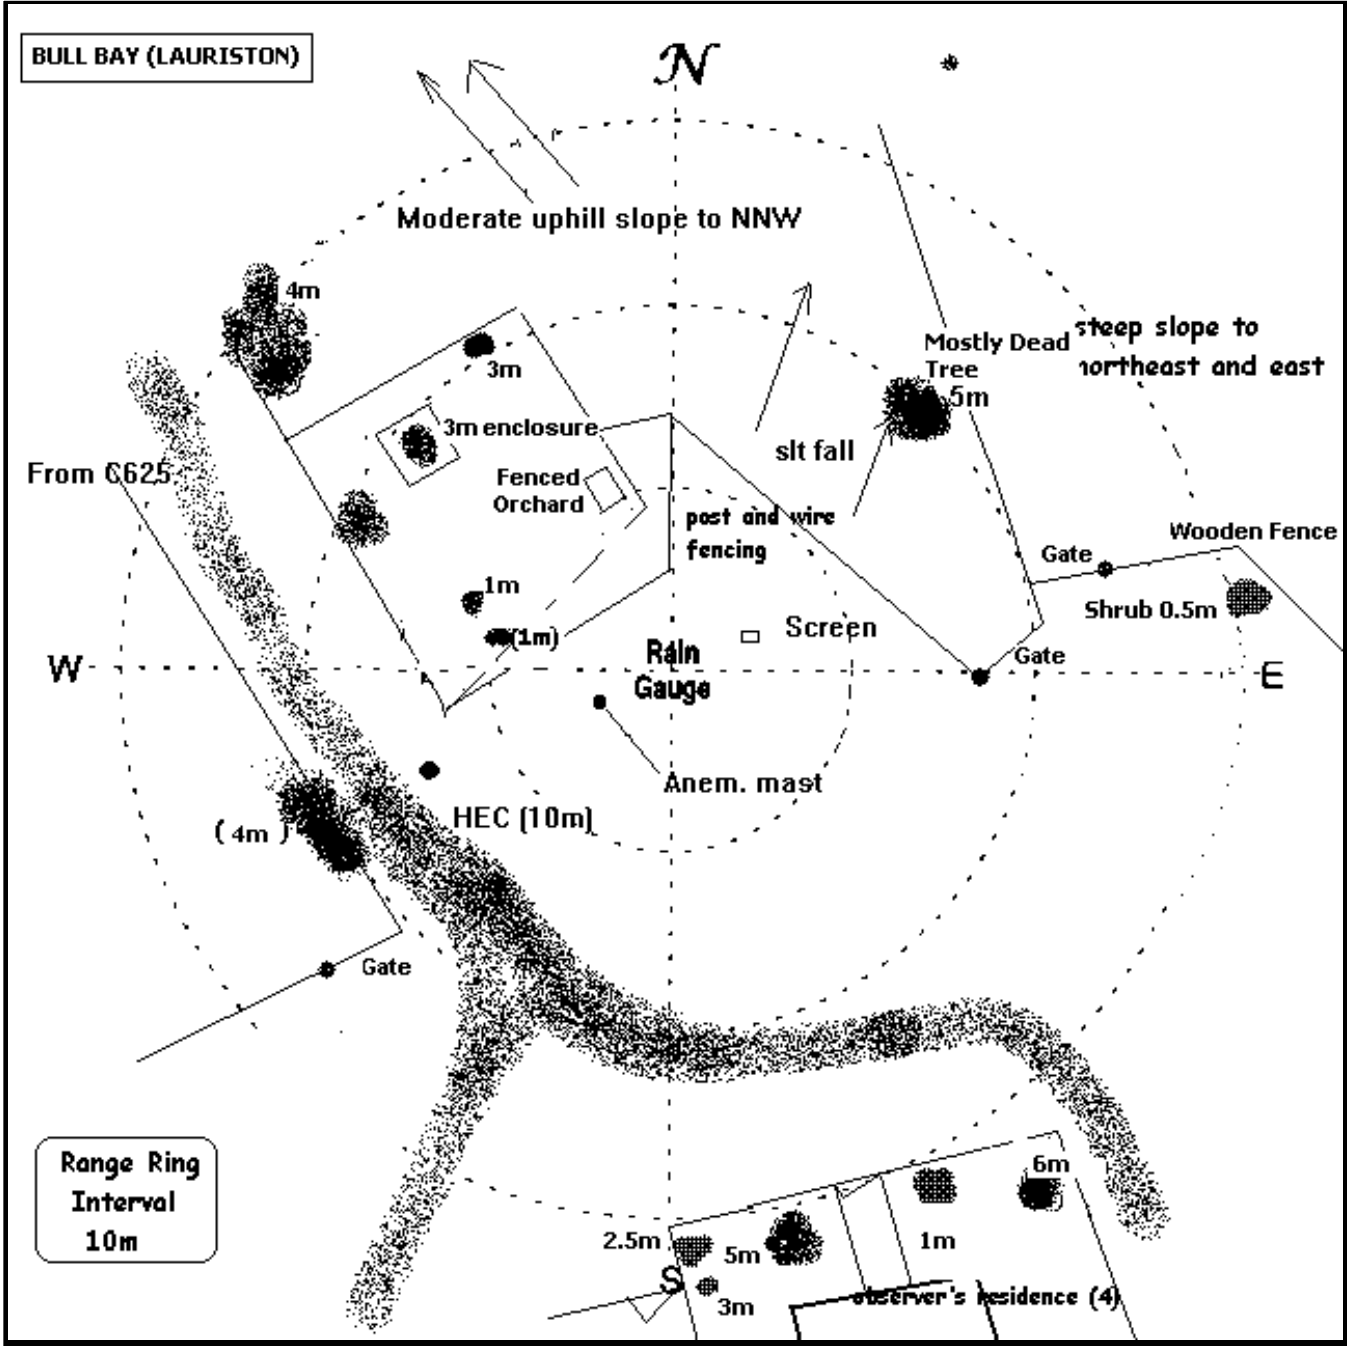 BULL BAY (LAURISTON)
N
Moderate uphill slope to NNW
4m
steep slope to
northeast and east
Mostly Dead
Tree
5m
3m
3m enclosure
slt fall
From C625
Fenced
Orchard
post and wire
fencing
Wooden Fence
Gate
1m
Shrub 0.5m
(1m)
Screen
Rain
Gauge
Gate
W
E
Anem. mast
HEC (10m)
(4m)
Gate
Range Ring
Interval
10m
6m
2.5m
5m
1m
S
3m
observer's residence (4)